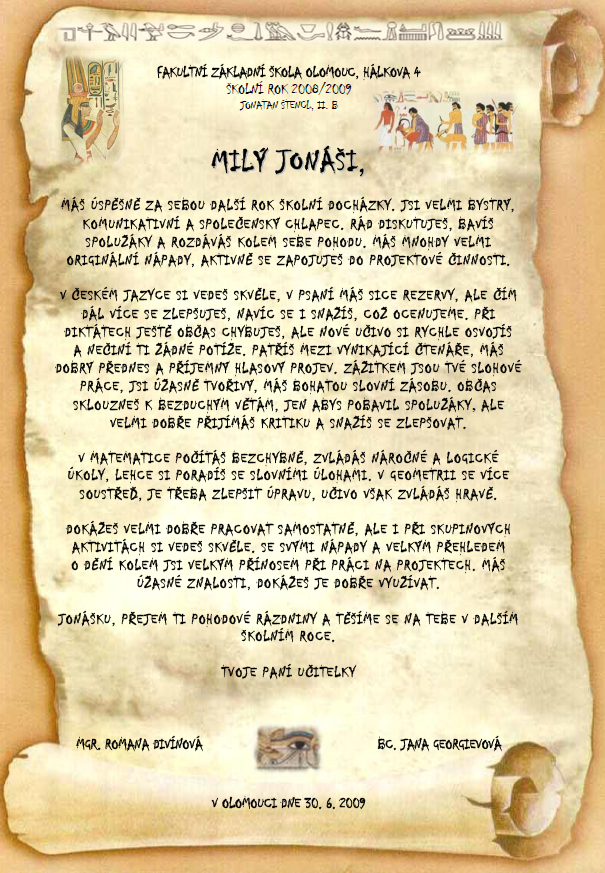 FAKULTNÍ ZÁKLADNÍ ŠKOLA OLOMOUC, HÁLKOVA 4
ŠKOLNÍ ROK 2008/2009
JONATAN ŠTENCL, II. B
MILÝ JONÁŠI,
MÁŠ ÚSPĚŠNĚ ZA SEBOU DALŠÍ ROK ŠKOLNÍ DOCHÁZKY. JSI VELMI BYSTRÝ,
KOMUNIKATIVNÍ A SPOLEČENSKÝ CHLAPEC. RÁD DISKUTUJEŠ, BAVÍŠ
SPOLUŽÁKY A ROZDÁVÁŠ KOLEM SEBE POHODU. MÁŠ MNOHDY VELMI
ORIGINÁLNÍ NÁPADY, AKTIVNĚ SE ZAPOJUJEŠ DO PROJEKTOVÉ ČINNOSTI.
V ČESKÉM JAZYCE SI VEDEŠ SKVĚLE, V PSANÍ MÁŠ SICE REZERVY, ALE ČÍM
DÁL VÍCE SE ZLEPŠUJEŠ, NAVÍC SE I SNAŽÍŠ, COŽ OCENUJEME. PŘI
DIKTÁTECH JEŠTĚ OBČAS CHYBUJEŠ, ALE NOVÉ UČIVO SI RYCHLE OSVOJÍŠ
A NEČINÍ TI ŽÁDNÉ POTÍŽE. PATŘÍŠ MEZI VYNIKAJÍCÍ ČTENÁŘE, MÁŠ
DOBRÝ PŘEDNES A PŘÍJEMNÝ HLASOVÝ PROJEV. ZÁŽITKEM JSOU TVÉ SLOHOVÉ
PRÁCE, JSI ÚŽASNĚ TVOŘIVÝ, MÁŠ BOHATOU SLOVNÍ ZÁSOBU. OBČAS
SKLOUZNEŠ K BEZDUCHÝM VĚTÁM, JEN ABYS POBAVIL SPOLUŽÁKY, ALE
VELMI DOBŘE PŘIJÍMÁŠ KRITIKU A SNAŽÍŠ SE ZLEPŠOVAT.
V MATEMATICE POČÍTÁŠ BEZCHYBNĚ, ZVLÁDÁŠ NÁROČNÉ A LOGICKÉ
ÚKOLY, LEHCE SI PORADÍŠ SE SLOVNÍMI ÚLOHAMI. V GEOMETRII SE VÍCE
SOUSTŘEĎ, JE TŘEBA ZLEPŠIT ÚPRAVU, UČIVO VŠAK ZVLÁDÁŠ HRAVĚ.
DOKÁŽEŠ VELMI DOBŘE PRACOVAT SAMOSTATNĚ, ALE I PŘI SKUPINOVÝCH
AKTIVITÁCH SI VEDEŠ SKVĚLE. SE SVÝMI NÁPADY A VELKÝM PŘEHLEDEM
O DĚNÍ KOLEM JSI VELKÝM PŘÍNOSEM PŘI PRÁCI NA PROJEKTECH. MÁŠ
ÚŽASNÉ ZNALOSTI, DOKÁŽEŠ JE DOBŘE VYUŽÍVAT.
JONÁŠKU, PŘEJEM TI POHODOVÉ RÁZDNINY A TĚŠÍME SE NA TEBE V DALŠÍM
ŠKOLNÍM ROCE.
TVOJE PANÍ UČITELKY
MGR. ROMANA DIVÍNOVÁ
BC. JANA GEORGIEVOVÁ
V OLOMOUCI DNE 30. 6. 2009